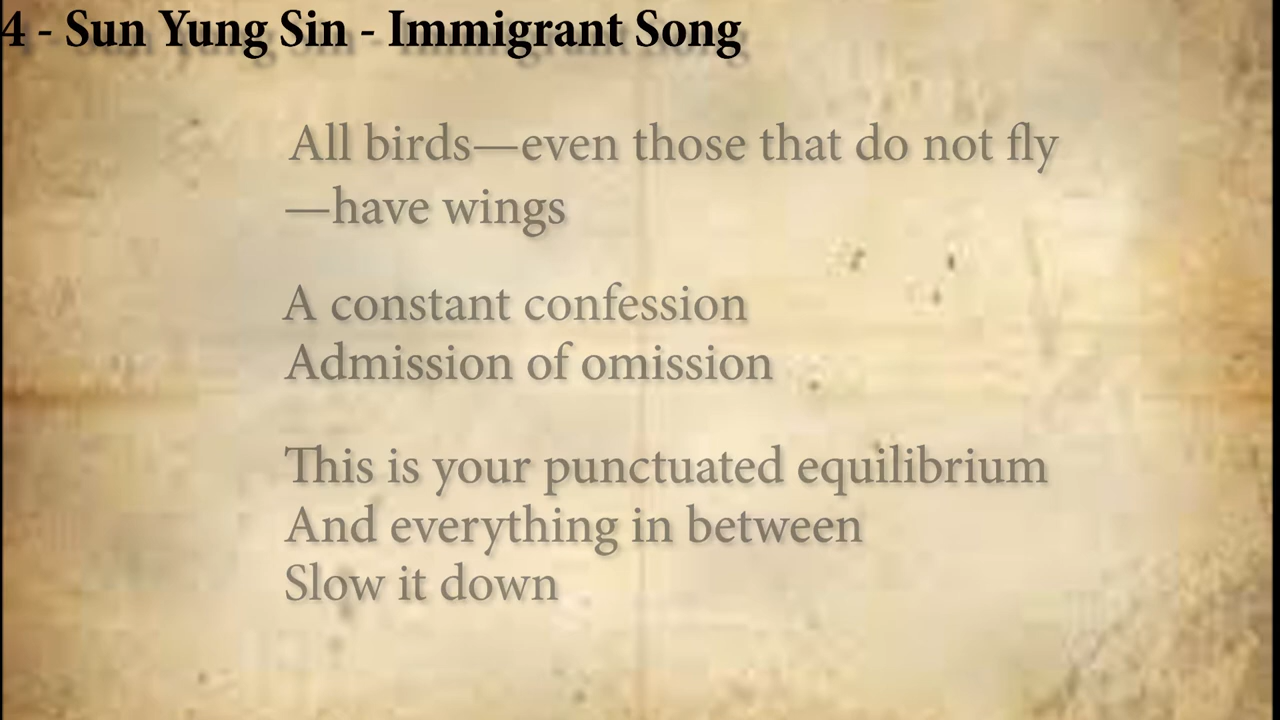 4 - Sun Yung Sin - Immigrant Song
All birds—even those that do not fly
—have wings
A constant confession
Admission of omission
This is your punctuated equilibrium
And everything in between
Slow it down